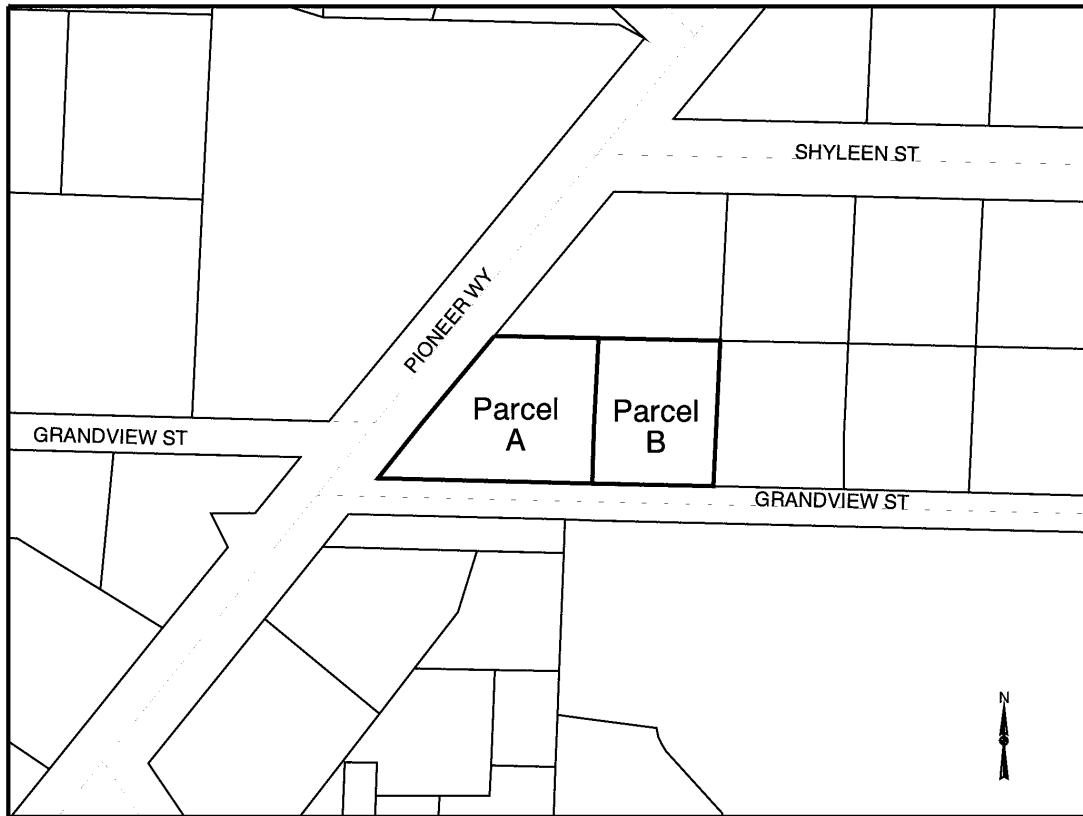 SHYLEEN ST
PIONEER WY
Parcel
A
Parcel
B
GRANDVIEW ST
GRANDVIEW ST
N